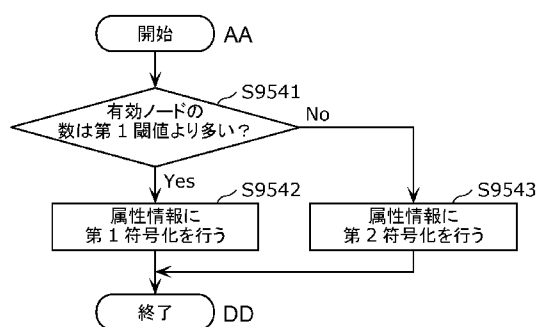 開始 AA
S9541
有効ノードの
数は第1閾値より多い?
No
Yes
S9542
属性情報に
第1符号化を行う
S9543
属性情報に
第2符号化を行う
終了 DD